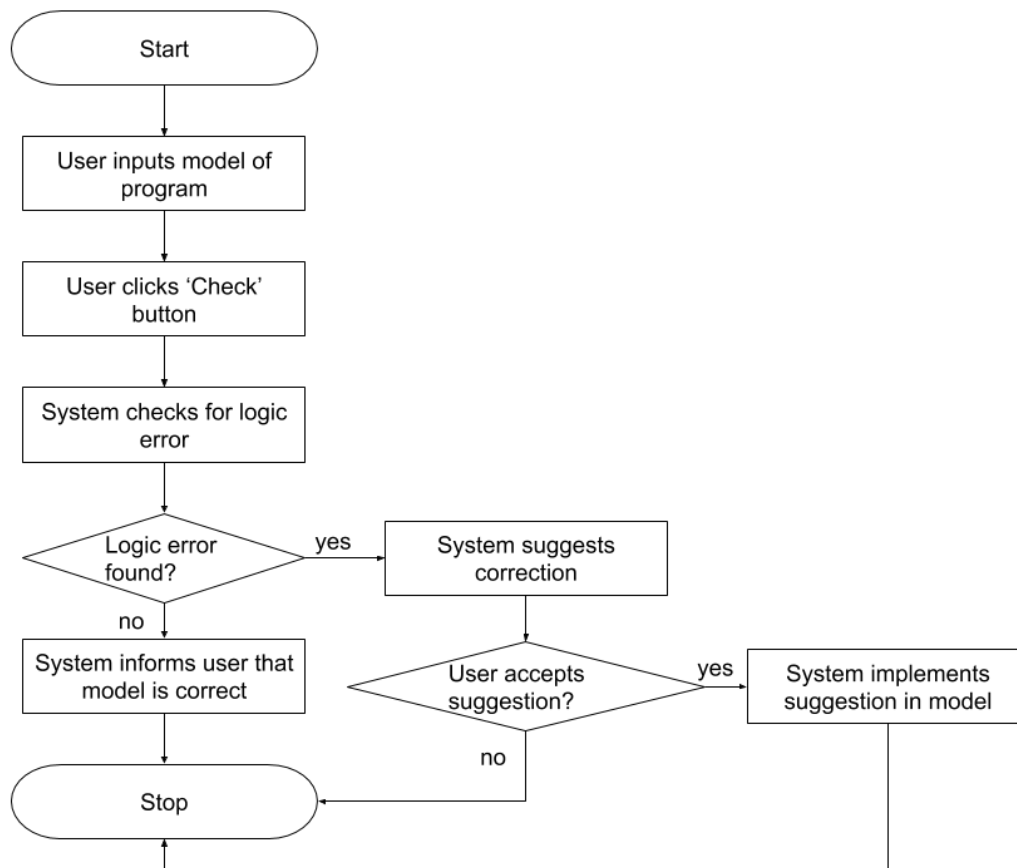 Start
User inputs model of
program
User clicks ‘Check’
button
System checks for logic
error
Logic error
found?
yes
System suggests
correction
no
System informs user that
model is correct
User accepts
suggestion?
yes
System implements
suggestion in model
no
Stop